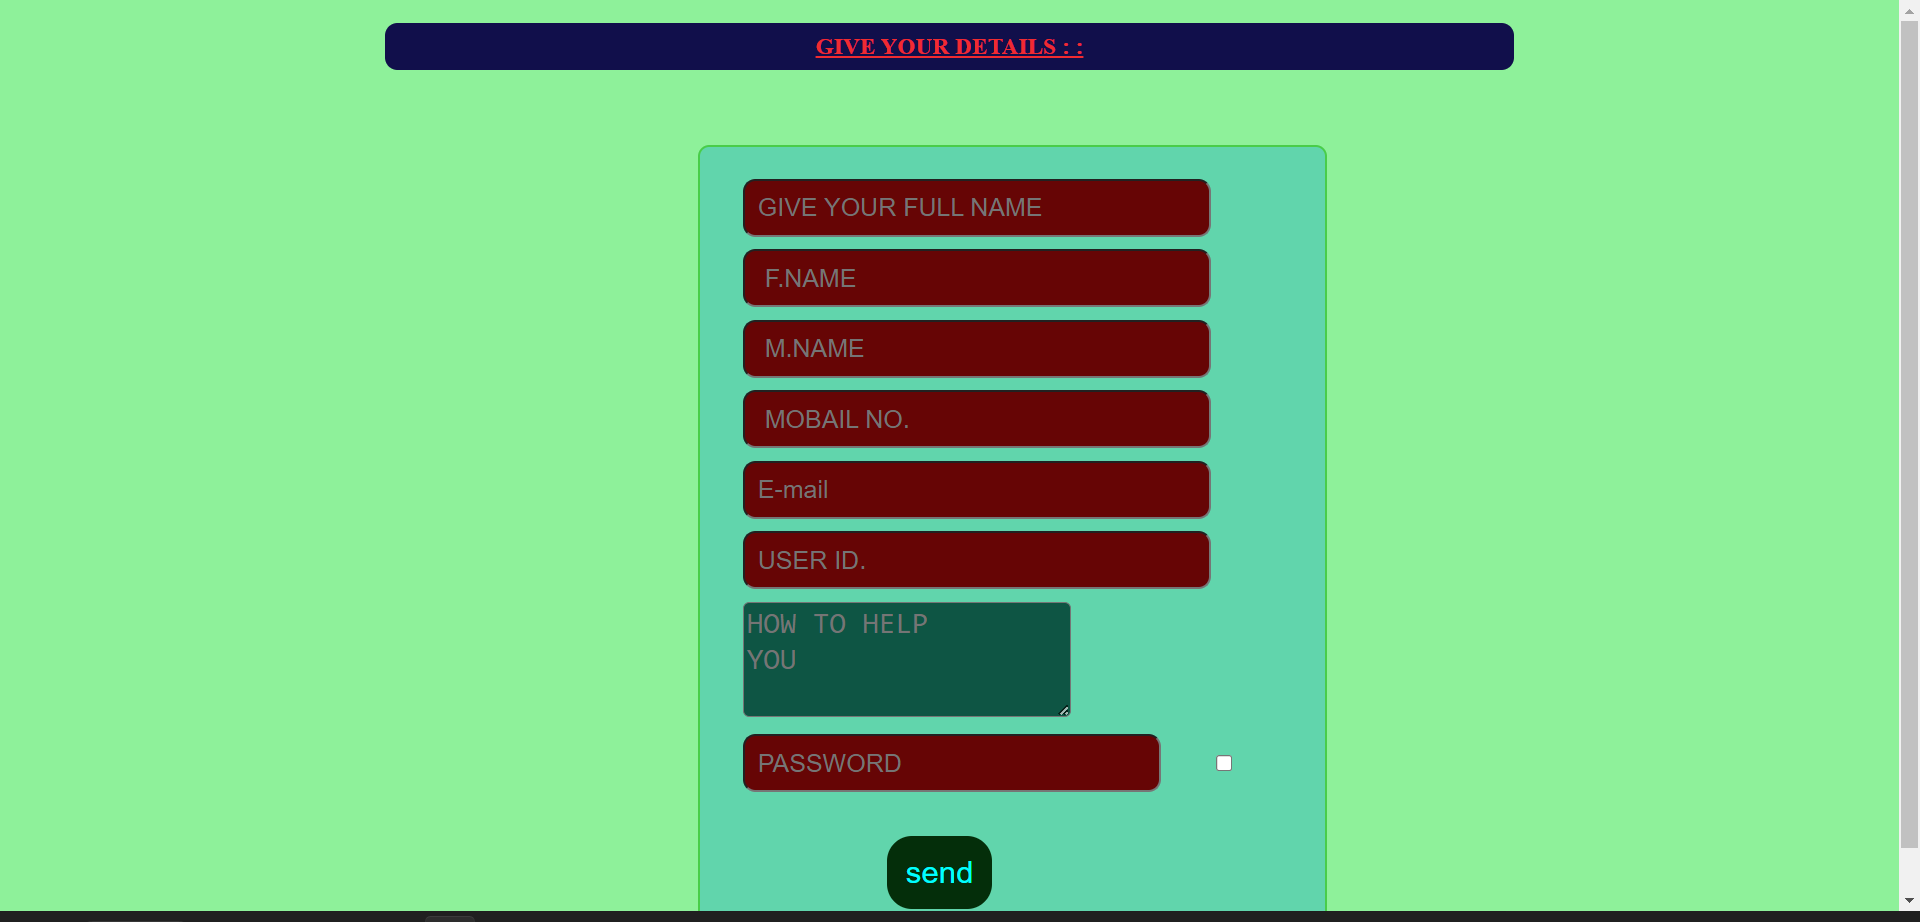 GIVE YOUR DETAILS : :
GIVE YOUR FULL NAME
F.NAME
M.NAME
MOBAIL NO.
E-mail
USER ID.
HOW TO HELP
YOU
PASSWORD
send